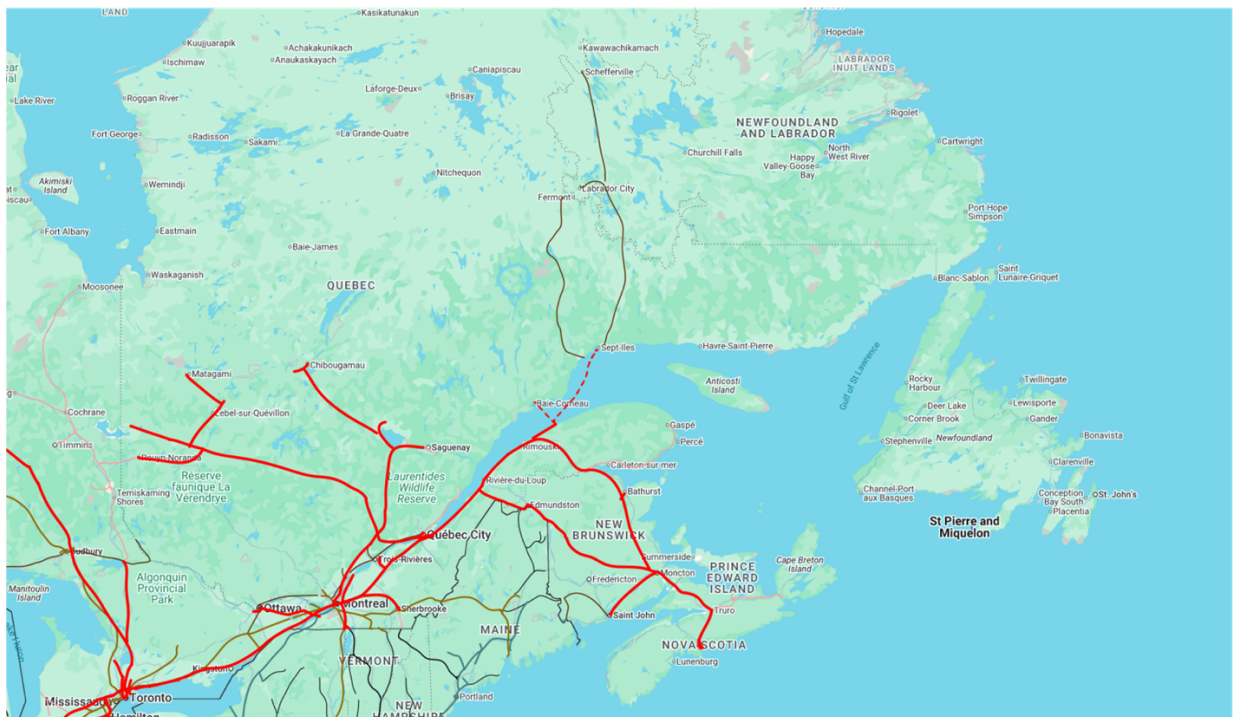 LAND
Kasikatunakun
Hopedale
Kuujjuarapik
Achakakunikach
Kawawachikamach
Ischimaw
Anaukaskayach
LABRADOR
INUIT LANDS
Caniapiscau
Schefferville
Lake River
Roggan River
Laforge-Deux
Brisay
Rigolet
Fort George
Radisson
Sakami
La Grande-Quatre
NEWFOUNDLAND
AND LABRADOR
Cartwright
Churchill Falls
North
West River
Happy
Valley-Goose
Bay
Akimiski
Island
Wemindji
Nitchequon
Labrador City
Fermont
Port Hope
Simpson
Fort Albany
Eastmain
Baie-James
Waskaganish
Blanc-Sablon
Saint
Lunaire-Griquet
Moosonee
QUEBEC
Sept-Iles
Havre-Saint-Pierre
Gulf of St Lawrence
Matagami
Chibougamau
Anticosti
Island
Rocky
Harbour
Twillingate
Lebel-sur-Quévillon
Baie-Comeau
Deer Lake
Lewisporte
Cochrane
Corner Brook
Gander
Gaspé
Timmins
Saguenay
Rimouski
Percé
Stephenville
Newfoundland
Bonavista
Rouyn-Noranda
Carleton-sur-mer
Clarenville
Réserve
faunique La
Vérendrye
Laurentides
Wildlife
Reserve
Rivière-du-Loup
Channel-Port
aux Basques
Conception
Bay South
St. John's
Temiskaming
Shores
Bathurst
Placentia
Edmundston
St Pierre and
Miquelon
Québec City
NEW
BRUNSWICK
Sudbury
Trois-Rivières
Summerside
Cape Breton
Island
Algonquin
Provincial
Park
Moncton
PRINCE
EDWARD
ISLAND
Manitoulin
Island
Fredericton
Ottawa
Montreal
Sherbrooke
Saint John
Truro
MAINE
NOVA SCOTIA
Kingston
VERMONT
Lunenburg
Mississauga
Toronto
Portland
NEW
HAMPSHIRE
Hamilton